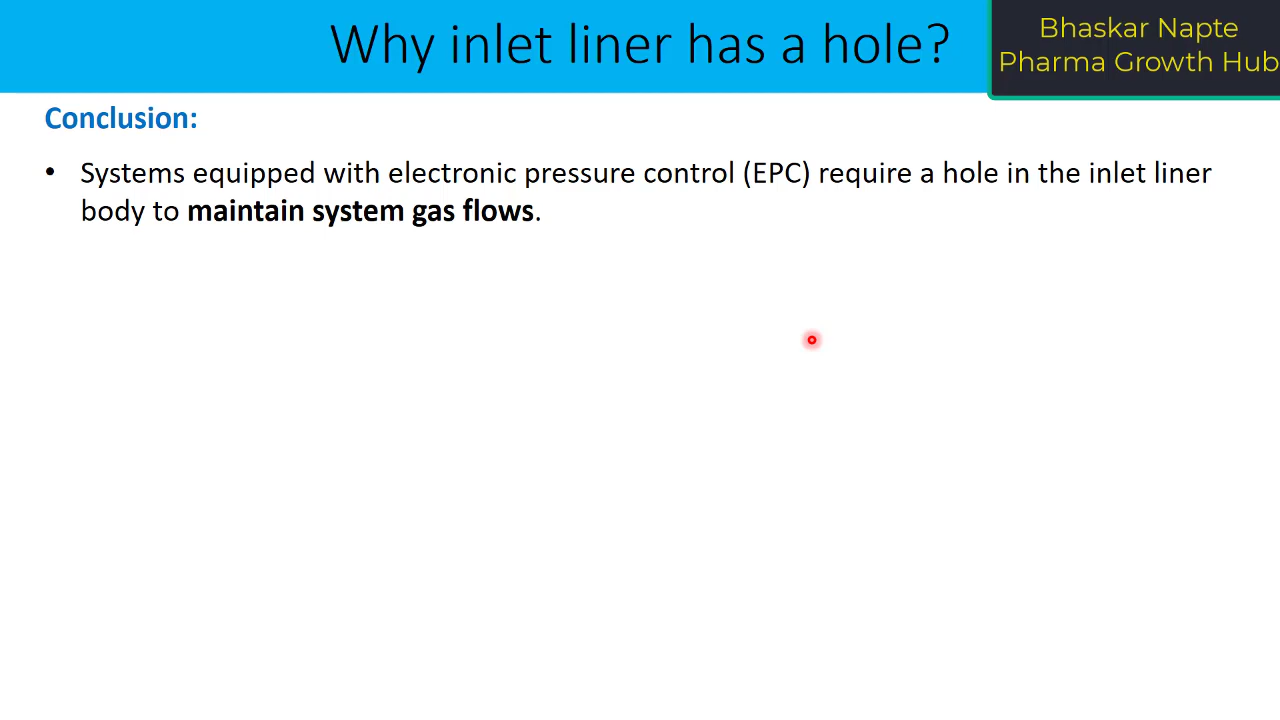 Why inlet liner has a hole?
Bhaskar Napte
Pharma Growth Hub
Conclusion:
• Systems equipped with electronic pressure control (EPC) require a hole in the inlet liner
body to maintain system gas flows.